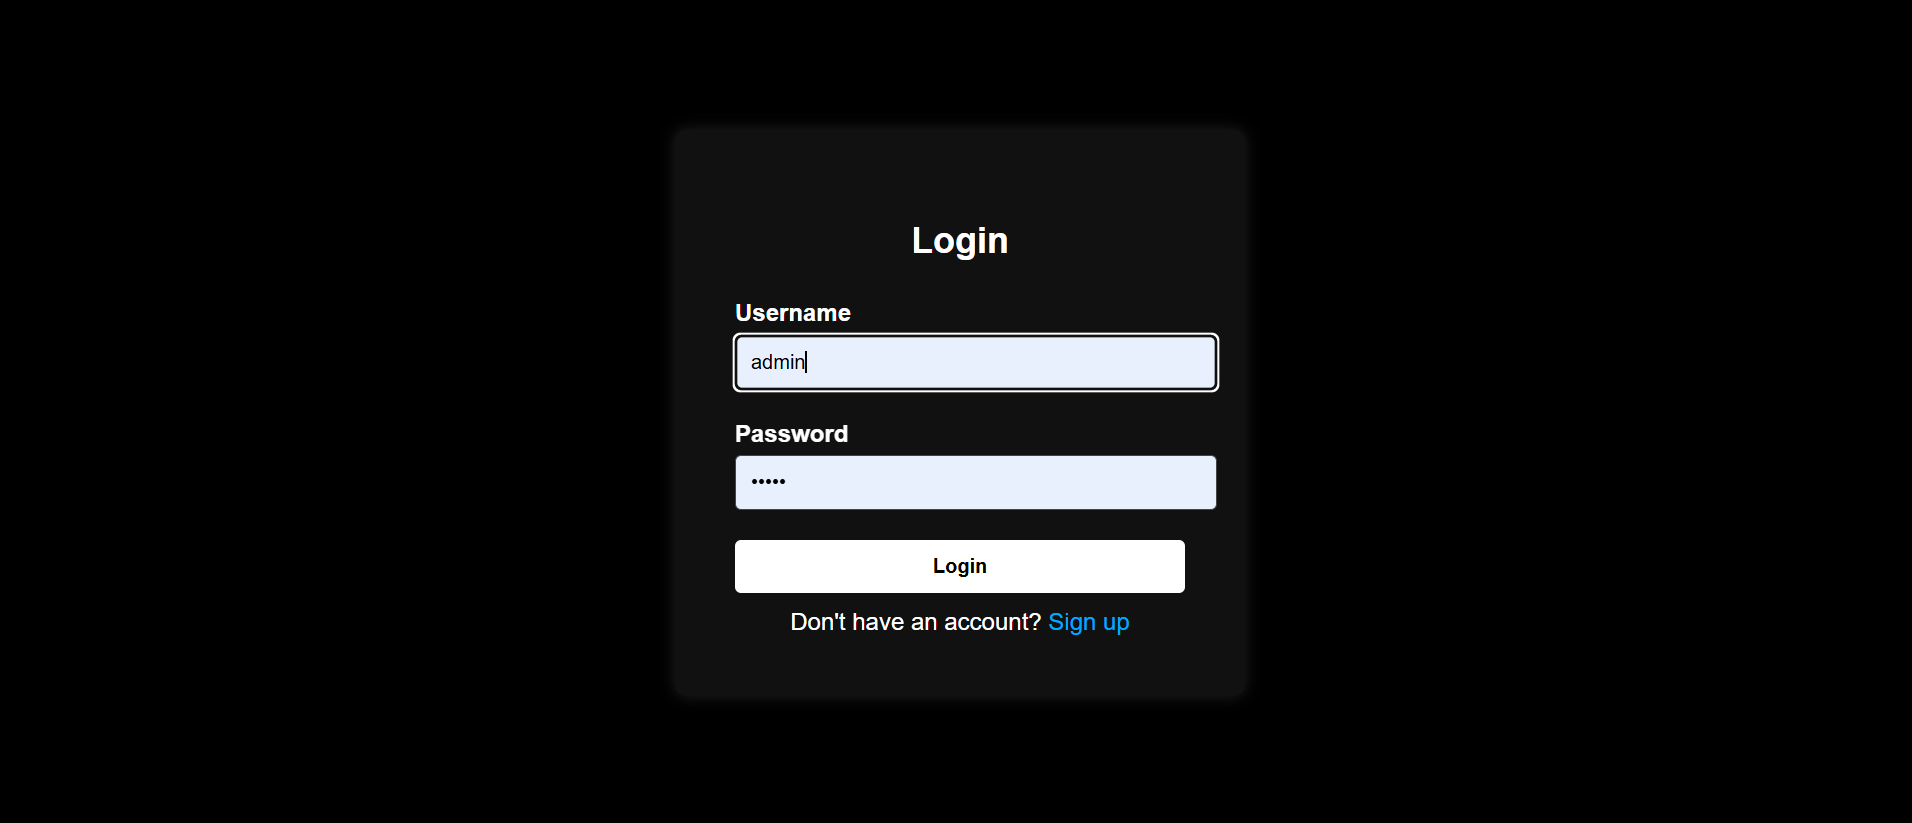 Login
Username
admin
Password
•••••
Login
Don't have an account? Sign up